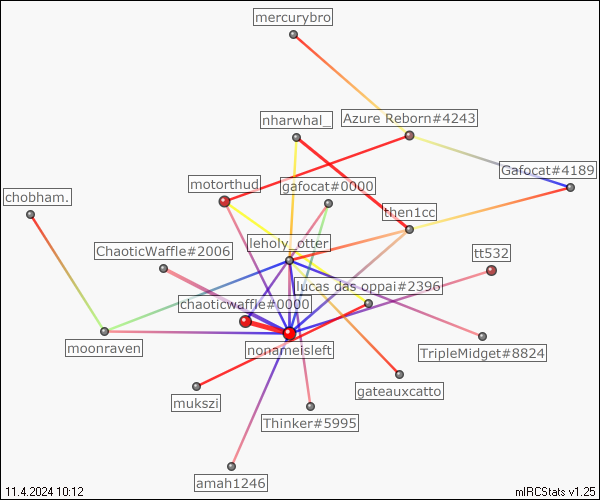 mercurybro
nharwhal_
Azure Reborn#4243
Gafocat#4189
motorthud
gafocat#0000
chobham.
then1cc
leholy_otter
ChaoticWaffle#2006
tt532
lucas das oppai#2396
chaoticwaffle#0000
moonraven
nonameisleft
TripleMidget#8824
gateauxcatto
mukszi
Thinker#5995
amah1246
11.4.2024 10:12
mIRCStats v1.25